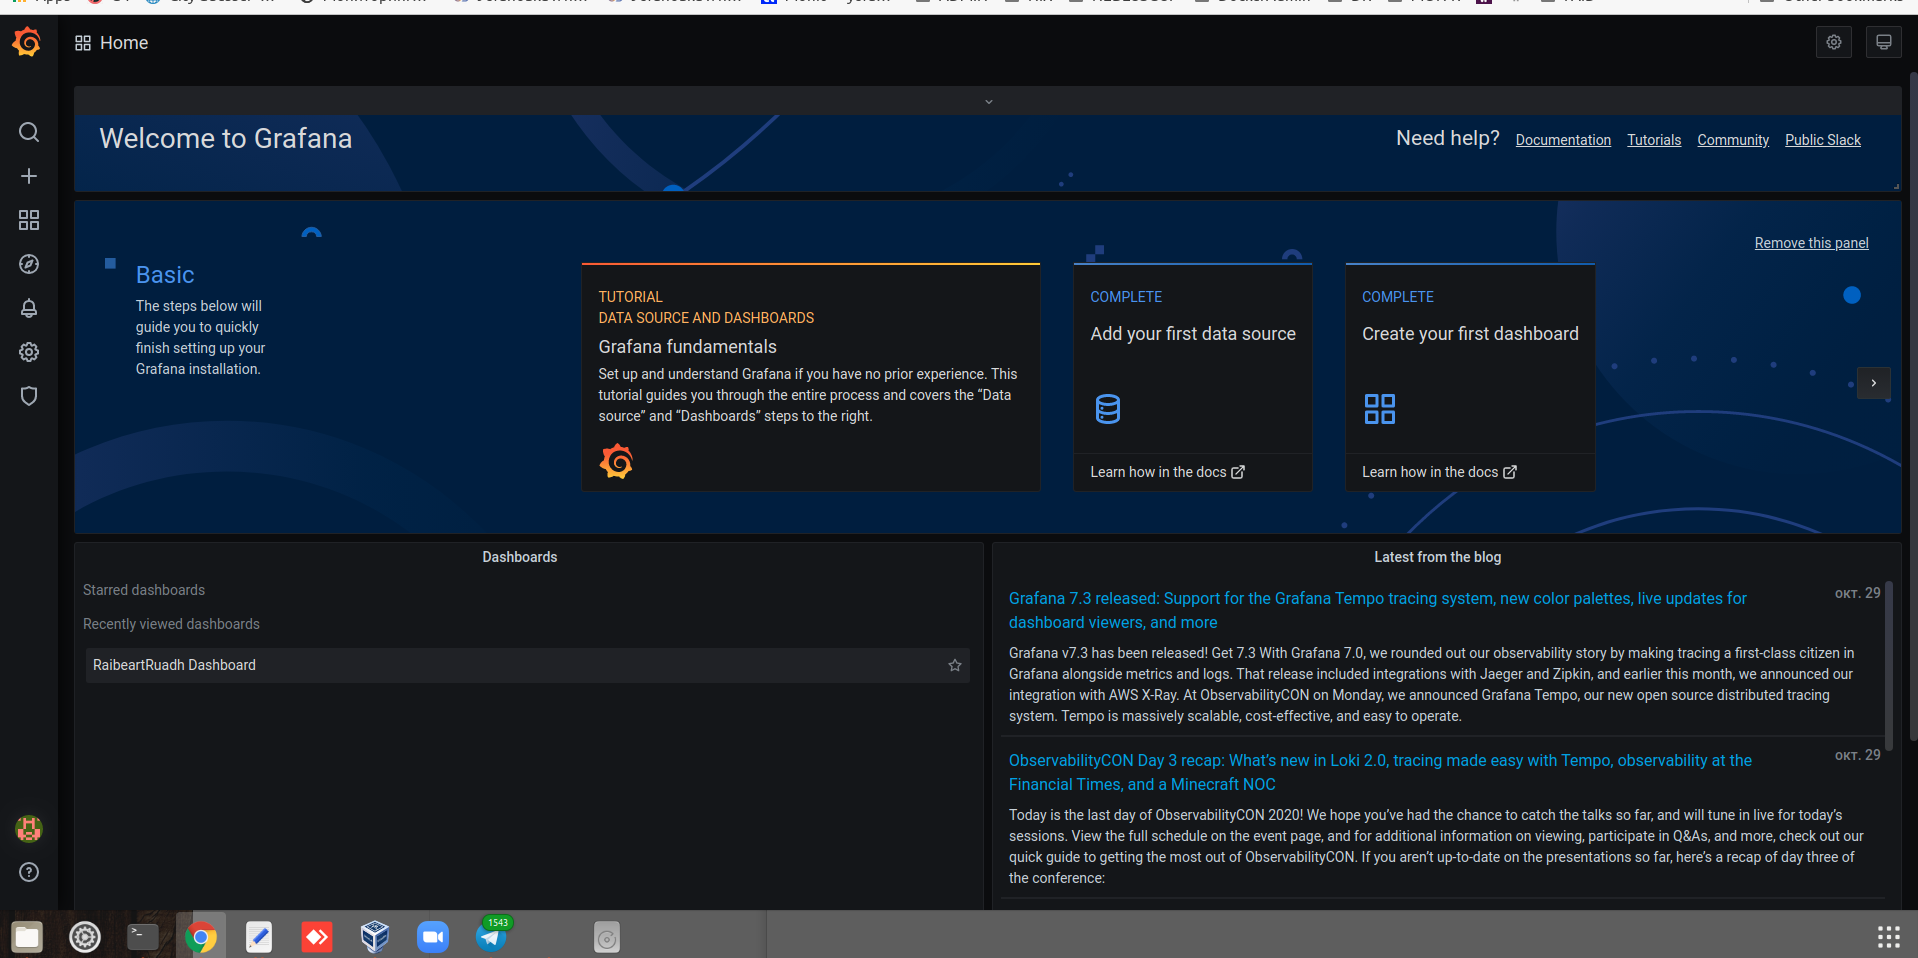 Home
Welcome to Grafana
Need help? Documentation Tutorials Community Public Slack
Remove this panel
Basic
The steps below will
guide you to quickly
finish setting up your
Grafana installation.
TUTORIAL
DATA SOURCE AND DASHBOARDS
Grafana fundamentals
Set up and understand Grafana if you have no prior experience. This
tutorial guides you through the entire process and covers the “Data
source” and “Dashboards” steps to the right.
COMPLETE
Add your first data source
Learn how in the docs
COMPLETE
Create your first dashboard
Learn how in the docs
Dashboards
Starred dashboards
Recently viewed dashboards
RaibeartRuadh Dashboard
Latest from the blog
Grafana 7.3 released: Support for the Grafana Tempo tracing system, new color palettes, live updates for
dashboard viewers, and more
окт. 29
Grafana v7.3 has been released! Get 7.3 With Grafana 7.0, we rounded out our observability story by making tracing a first-class citizen in
Grafana alongside metrics and logs. That release included integrations with Jaeger and Zipkin, and earlier this month, we announced our
integration with AWS X-Ray. At ObservabilityCON on Monday, we announced Grafana Tempo, our new open source distributed tracing
system. Tempo is massively scalable, cost-effective, and easy to operate.
ObservabilityCON Day 3 recap: What’s new in Loki 2.0, tracing made easy with Tempo, observability at the
Financial Times, and a Minecraft NOC
окт. 29
Today is the last day of ObservabilityCON 2020! We hope you’ve had the chance to catch the talks so far, and will tune in live for today’s
sessions. View the full schedule on the event page, and for additional information on viewing, participate in Q&As, and more, check out our
quick guide to getting the most out of ObservabilityCON. If you aren’t up-to-date on the presentations so far, here’s a recap of day three of
the conference:
1543